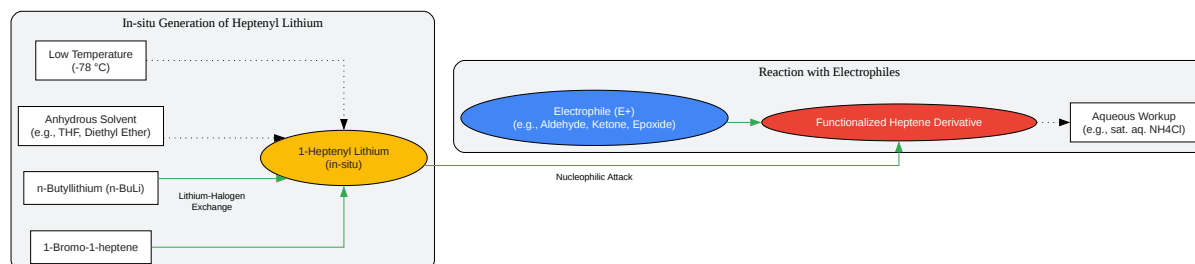 In-situ Generation of Heptenyl Lithium
Low Temperature
(-78 °C)
Anhydrous Solvent
(e.g., THF, Diethyl Ether)
n-Butyllithium (n-BuLi)
1-Bromo-1-heptene
Lithium-Halogen
Exchange
1-Heptenyl Lithium
(in-situ)
Nucleophilic Attack
Reaction with Electrophiles
Electrophile (E+)
(e.g., Aldehyde, Ketone, Epoxide)
Functionalized Heptene Derivative
Aqueous Workup
(e.g., sat. aq. NH4Cl)